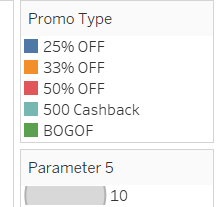 Promo Type
25% OFF
33% OFF
50% OFF
500 Cashback
BOGOF
Parameter 5
10